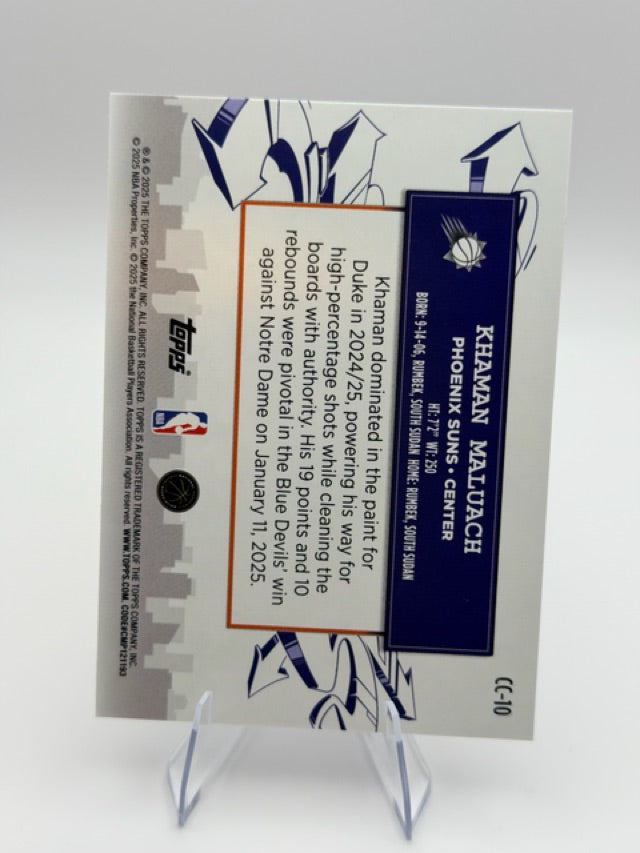 CC-10
KHAMAN MALUACH
PHOENIX SUNS • CENTER
HT: 7'2" WT: 250
BORN: 9-14-06, RUMBEK, SOUTH SUDAN HOME: RUMBEK, SOUTH SUDAN
Khaman dominated in the paint for
Duke in 2024/25, powering his way for
high-percentage shots while cleaning the
boards with authority. His 19 points and 10
rebounds were pivotal in the Blue Devils' win
against Notre Dame on January 11, 2025.
topps
NBA
® & © 2025 THE TOPPS COMPANY, INC. ALL RIGHTS RESERVED. TOPPS IS A REGISTERED TRADEMARK OF THE TOPPS COMPANY, INC.
© 2025 NBA Properties, Inc. © 2025 the National Basketball Players Association. All rights reserved. WWW.TOPPS.COM. CODE#CMP121193